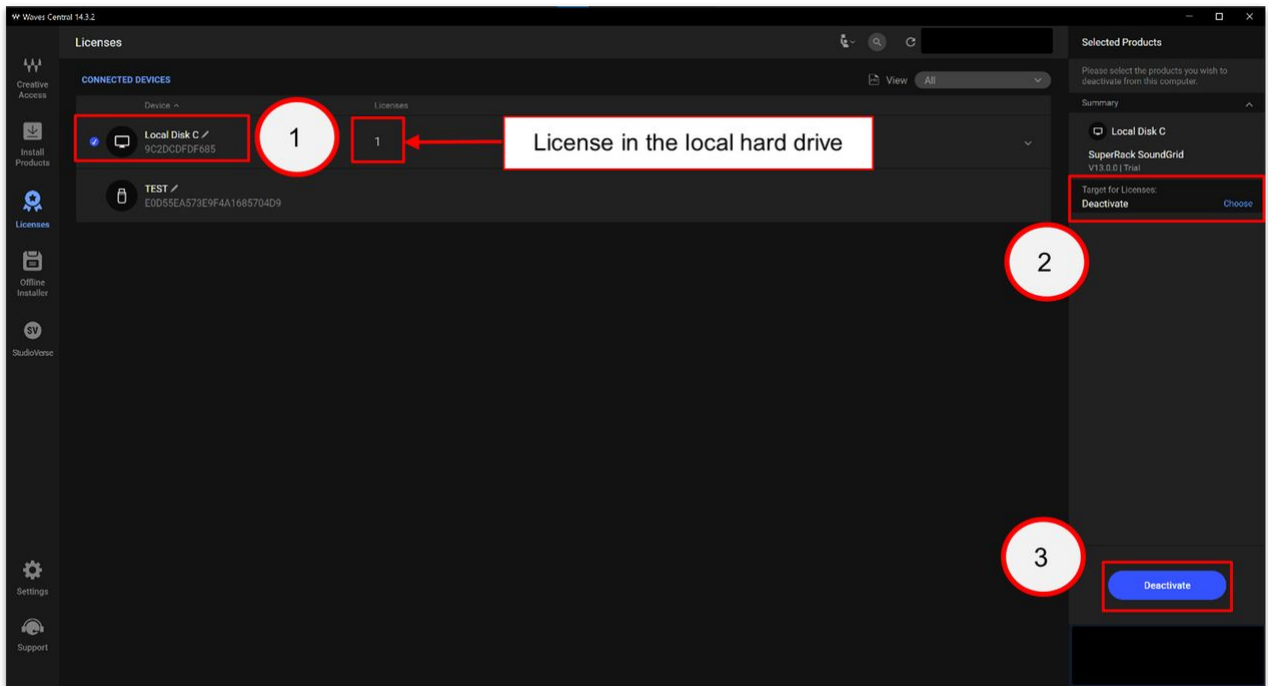 Waves Central 14.3.2
Licenses
Creative
Access
Install
Products
Licenses
Offline
Installer
SV
StudioVerse
Settings
Support
CONNECTED DEVICES
View
All
Device
Licenses
Local Disk C
9C2DCDFDF685
1
1
License in the local hard drive
TEST
E0D55EA573E9F4A1685704D9
Selected Products
Please select the products you wish to
deactivate from this computer.
Summary
Local Disk C
SuperRack SoundGrid
V13.0.0 | Trial
Target for Licenses:
Deactivate
Choose
2
3
Deactivate